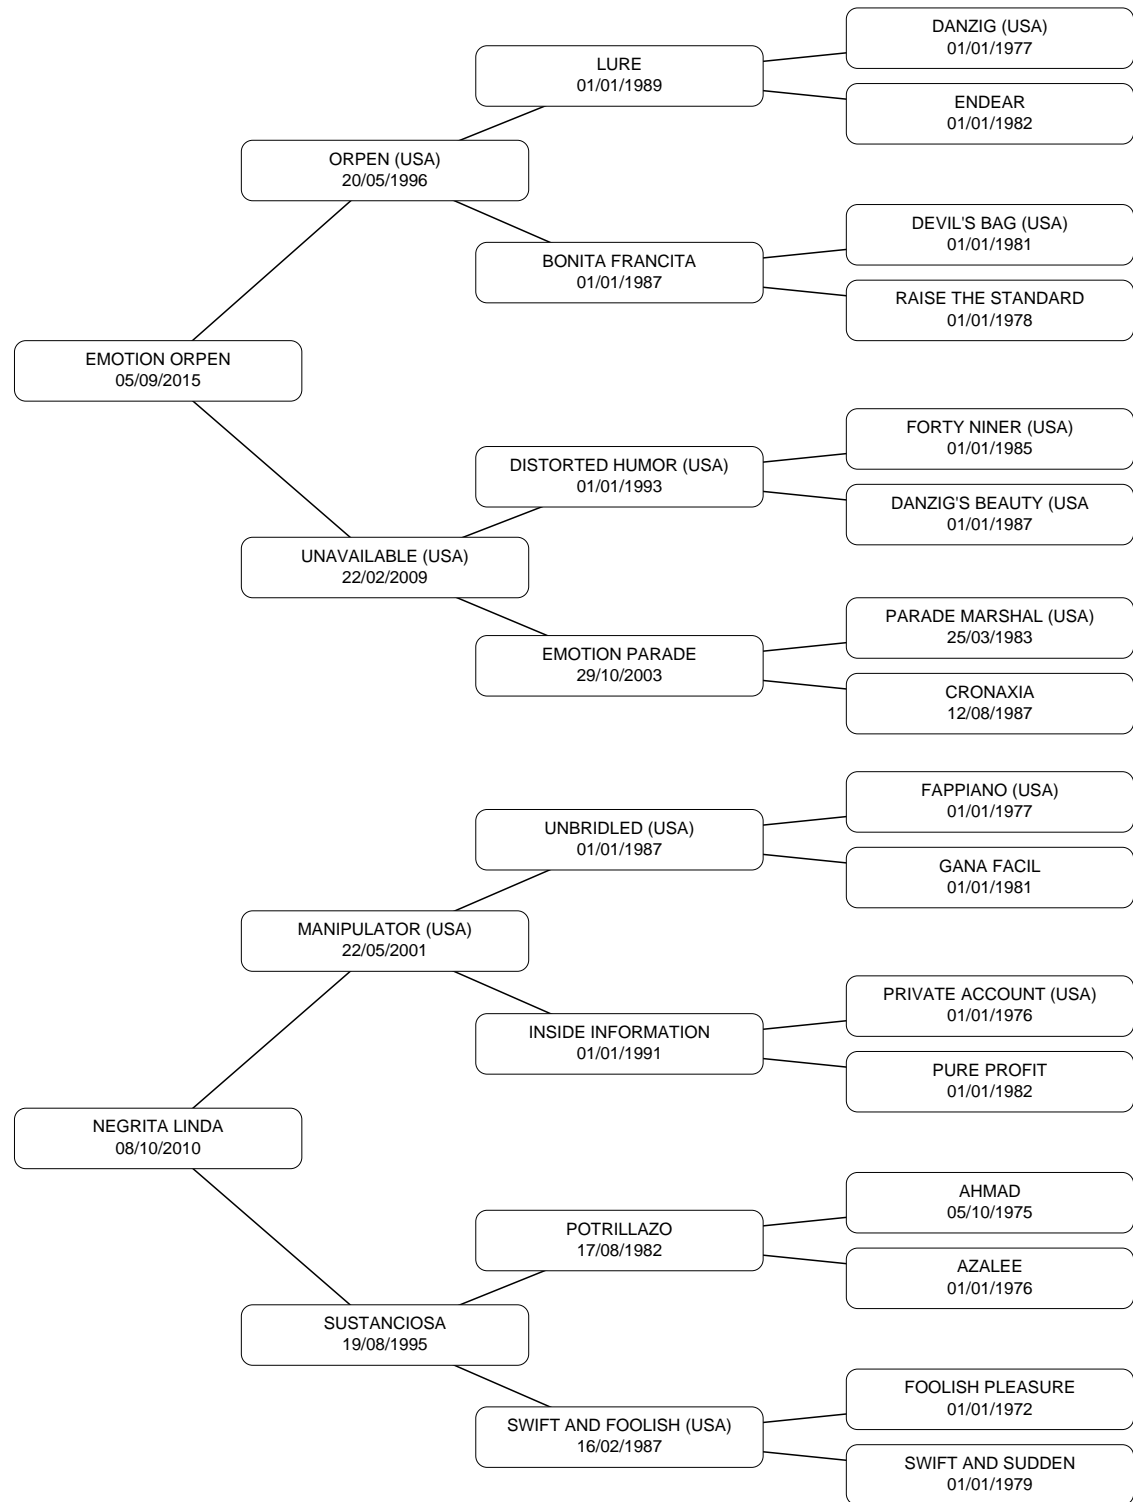 DANZIG (USA)
01/01/1977
LURE
01/01/1989
ENDEAR
01/01/1982
ORPEN (USA)
20/05/1996
DEVIL'S BAG (USA)
01/01/1981
BONITA FRANCITA
01/01/1987
RAISE THE STANDARD
01/01/1978
EMOTION ORPEN
05/09/2015
FORTY NINER (USA)
01/01/1985
DISTORTED HUMOR (USA)
01/01/1993
DANZIG'S BEAUTY (USA
01/01/1987
UNAVAILABLE (USA)
22/02/2009
PARADE MARSHAL (USA)
25/03/1983
EMOTION PARADE
29/10/2003
CRONAXIA
12/08/1987
FAPPIANO (USA)
01/01/1977
UNBRIDLED (USA)
01/01/1987
GANA FACIL
01/01/1981
MANIPULATOR (USA)
22/05/2001
PRIVATE ACCOUNT (USA)
01/01/1976
INSIDE INFORMATION
01/01/1991
PURE PROFIT
01/01/1982
NEGRITA LINDA
08/10/2010
AHMAD
05/10/1975
POTRILLAZO
17/08/1982
AZALEE
01/01/1976
SUSTANCIOSA
19/08/1995
FOOLISH PLEASURE
01/01/1972
SWIFT AND FOOLISH (USA)
16/02/1987
SWIFT AND SUDDEN
01/01/1979